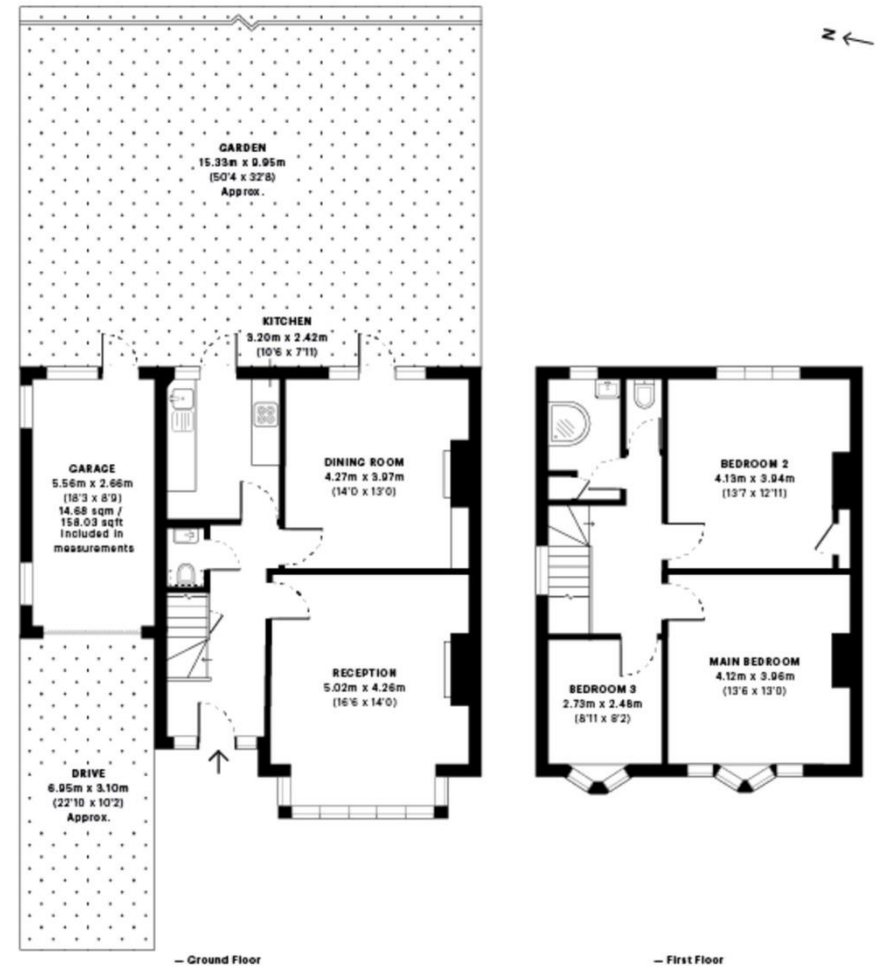 N
GARDEN
15.33m x 9.95m
(50'4 x 32'8)
Approx.
KITCHEN
3.20m x 2.42m
(10'6 x 7'11)
GARAGE
5.56m x 2.66m
(18'3 x 8'9)
14.68 sqm /
158.03 sqft
Included in
measurements
DINING ROOM
4.27m x 3.97m
(14'0 x 13'0)
RECEPTION
5.02m x 4.26m
(16'6 x 14'0)
DRIVE
6.95m x 3.10m
(22'10 x 10'2)
Approx.
— Ground Floor
BEDROOM 2
4.13m x 3.94m
(13'7 x 12'11)
MAIN BEDROOM
4.12m x 3.96m
(13'6 x 13'0)
BEDROOM 3
2.73m x 2.48m
(8'11 x 8'2)
— First Floor